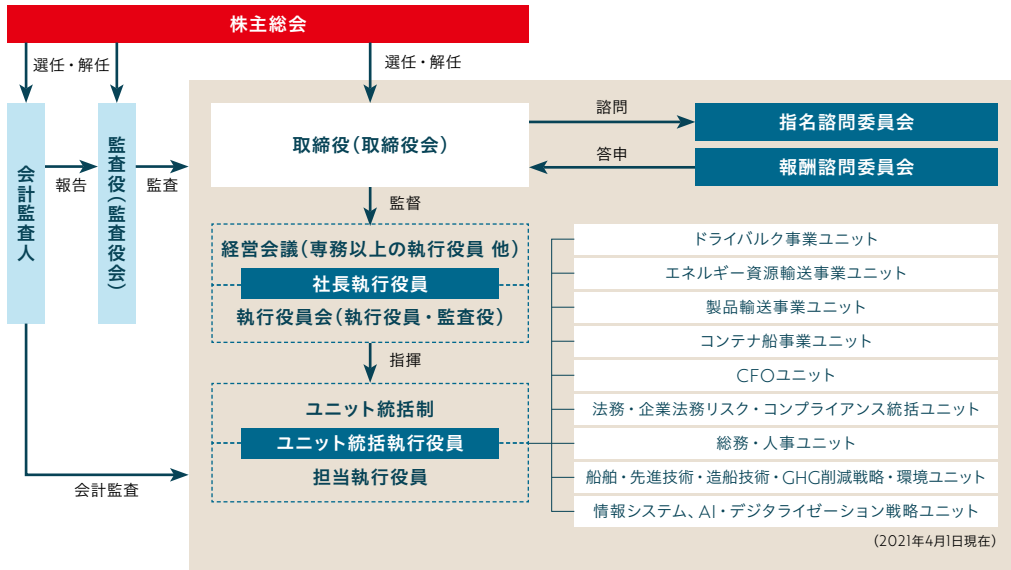 株主総会
選任・解任
選任・解任
会計監査人
報告
監査役(監査役会)
監査
取締役(取締役会)
諮問
答申
指名諮問委員会
報酬諮問委員会
監督
経営会議(専務以上の執行役員 他)
社長執行役員
執行役員会(執行役員・監査役)
指揮
ユニット統括制
ユニット統括執行役員
担当執行役員
会計監査
ドライバルク事業ユニット
エネルギー資源輸送事業ユニット
製品輸送事業ユニット
コンテナ船事業ユニット
CFOユニット
法務・企業法務リスク・コンプライアンス統括ユニット
総務・人事ユニット
船舶・先進技術・造船技術・GHG削減戦略・環境ユニット
情報システム、AI・デジタライゼーション戦略ユニット
(2021年4月1日現在)